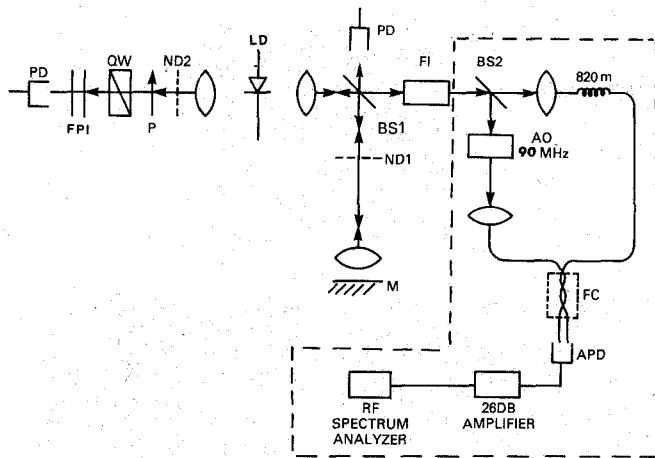 PD
LD
PD
QW
ND2
FPI
P
BS1
FI
BS2
820 m
AO
90 MHz
ND1
M
FC
APD
RF
SPECTRUM
ANALYZER
26DB
AMPLIFIER